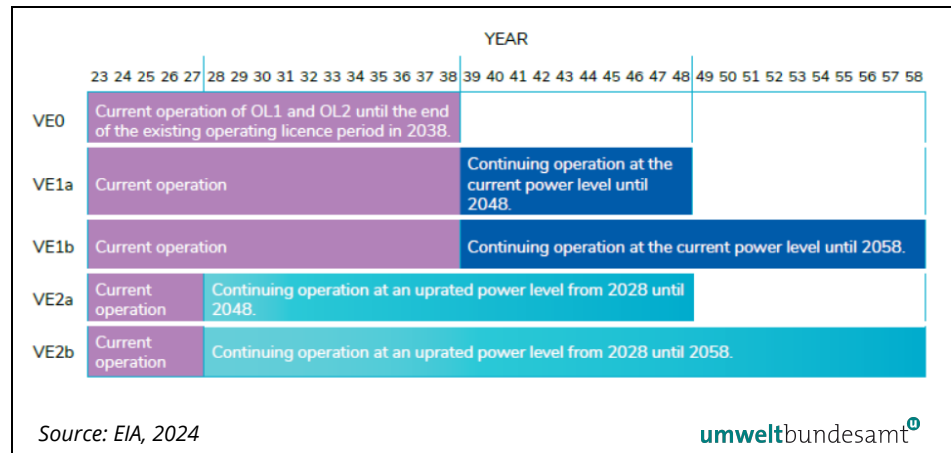 YEAR
23 24 25 26 27 28 29 30 31 32 33 34 35 36 37 38 39 40 41 42 43 44 45 46 47 48 49 50 51 52 53 54 55 56 57 58
VE0
Current operation of OL1 and OL2 until the end
of the existing operating licence period in 2038.
VE1a
Current operation
Continuing operation at the
current power level until
2048.
VE1b
Current operation
Continuing operation at the current power level until 2058.
VE2a
Current
operation
Continuing operation at an uprated power level from 2028 until
2048.
VE2b
Current
operation
Continuing operation at an uprated power level from 2028 until 2058.
Source: EIA, 2024
umweltbundesamt u